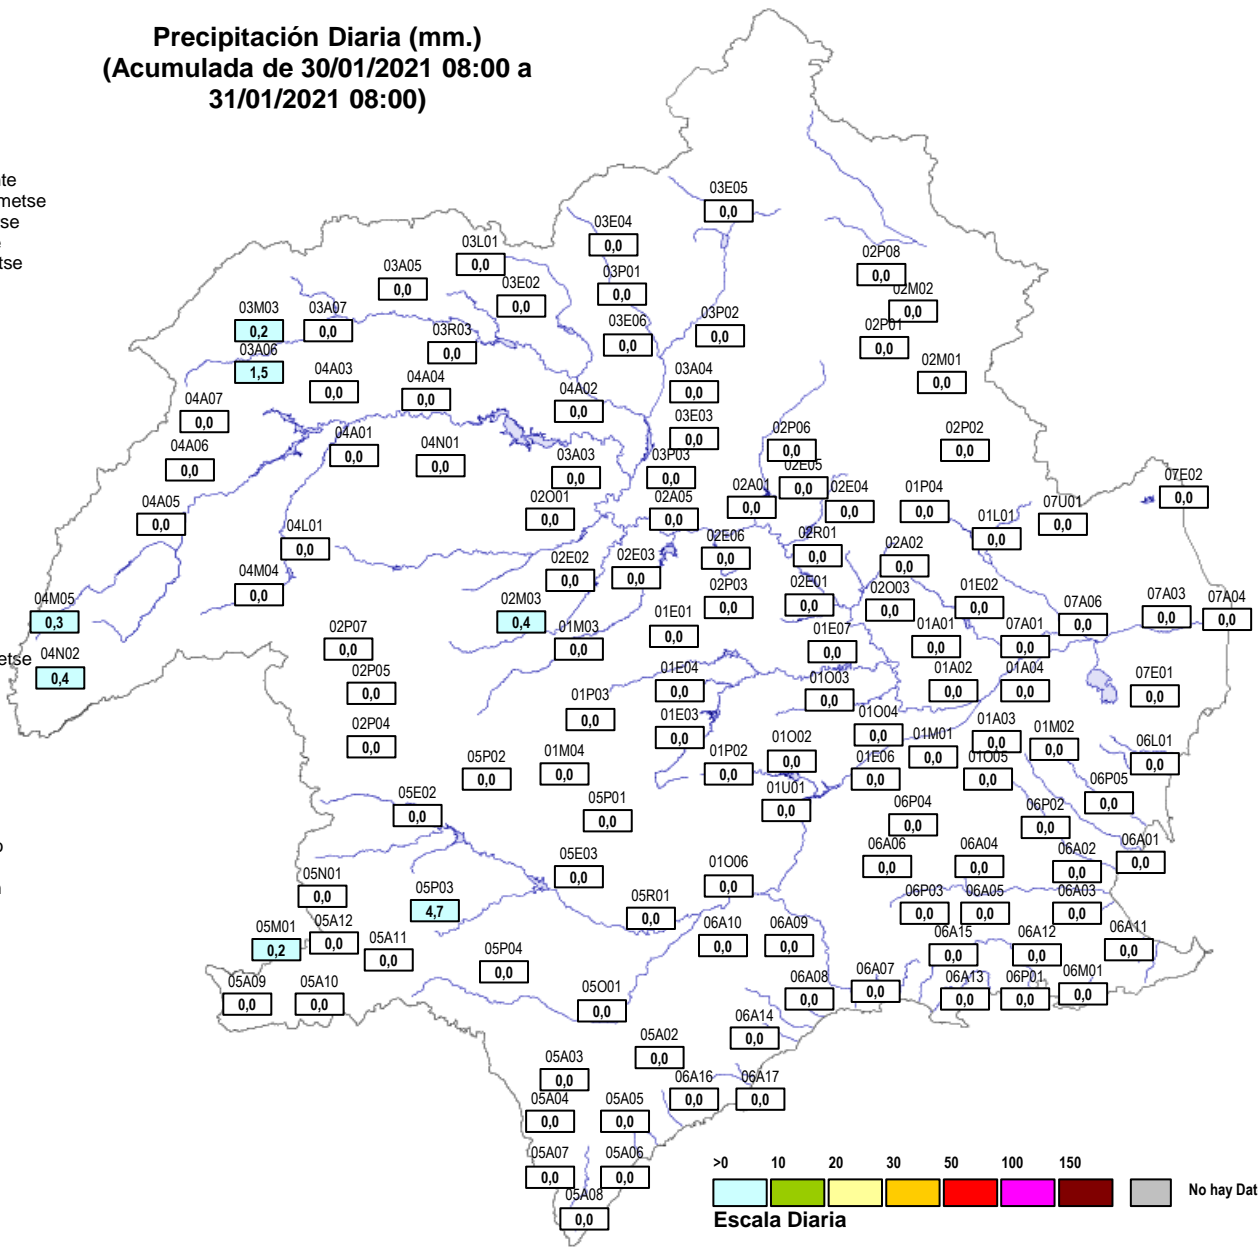 Precipitación Diaria (mm.)
(Acumulada de 30/01/2021 08:00 a
31/01/2021 08:00)
03E05
0,0
03E04
0,0
03L01
0,0
02P08
0,0
03A05
0,0
03P01
0,0
03E02
0,0
02M02
0,0
03M03
0,2
03A07
0,0
03P02
0,0
03E06
0,0
03R03
0,0
02P01
0,0
03A06
1,5
02M01
0,0
04A03
0,0
04A04
0,0
03A04
0,0
04A02
0,0
04A07
0,0
03E03
0,0
02P06
0,0
02P02
0,0
04A01
0,0
04A06
0,0
04N01
0,0
03A03
0,0
03P03
0,0
02E05
0,0
07E02
0,0
02A01
0,0
02E04
0,0
01P04
0,0
04A05
0,0
02O01
0,0
02A05
0,0
07U01
0,0
01L01
0,0
04L01
0,0
02R01
0,0
02E06
0,0
02A02
0,0
02E02
0,0
02E03
0,0
04M04
0,0
04M05
0,3
02M03
0,4
02P03
0,0
02E01
0,0
02O03
0,0
01E02
0,0
07A03
0,0
07A04
0,0
07A06
0,0
01E01
0,0
01M03
0,0
02P07
0,0
01E07
0,0
01A01
0,0
07A01
0,0
etse
04N02
0,4
02P05
0,0
01E04
0,0
01O03
0,0
01A02
0,0
01A04
0,0
07E01
0,0
01P03
0,0
01E03
0,0
02P04
0,0
01O04
0,0
01A03
0,0
01M02
0,0
01M01
0,0
06L01
0,0
05P02
0,0
01M04
0,0
01P02
0,0
01O02
0,0
01E06
0,0
01O05
0,0
05E02
0,0
05P01
0,0
01U01
0,0
06P05
0,0
06P04
0,0
06P02
0,0
06A01
0,0
05E03
0,0
01O06
0,0
06A06
0,0
06A04
0,0
06A02
0,0
05N01
0,0
05P03
4,7
05R01
0,0
06P03
0,0
06A05
0,0
06A03
0,0
05M01
0,2
05A12
0,0
05A11
0,0
06A10
0,0
06A09
0,0
06A15
0,0
06A12
0,0
06A11
0,0
05P04
0,0
05A09
0,0
05A10
0,0
05O01
0,0
06A08
0,0
06A07
0,0
06A13
0,0
06P01
0,0
06M01
0,0
06A14
0,0
05A02
0,0
05A03
0,0
06A16
0,0
06A17
0,0
05A04
0,0
05A05
0,0
05A07
0,0
05A06
0,0
05A08
0,0
>0 10 20 30 50 100 150
No hay Dat
Escala Diaria